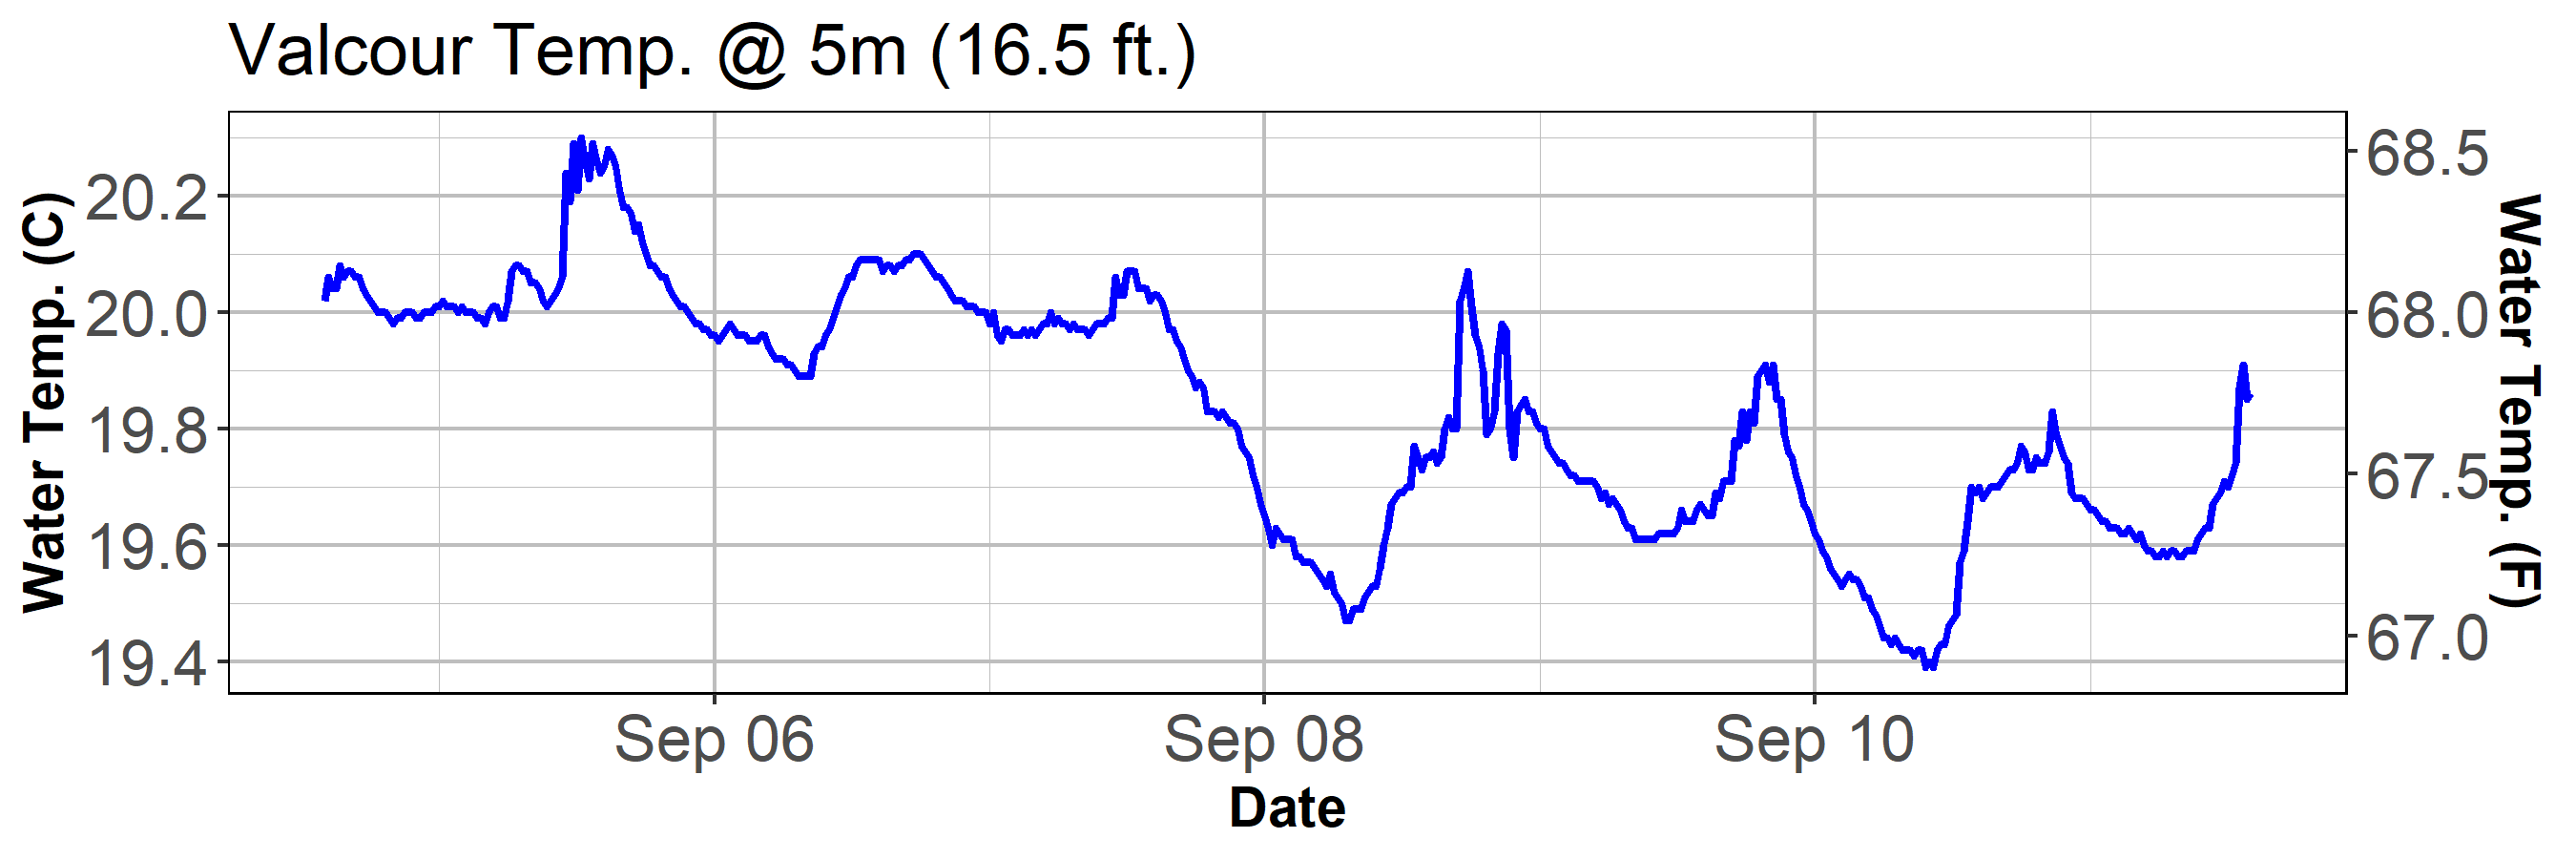 Valcour Temp. @ 5m (16.5 ft.)
Water Temp. (C)
20.2
20.0
19.8
19.6
19.4
68.5
68.0
67.5
67.0
Water Temp. (F)
Sep 06
Sep 08
Sep 10
Date